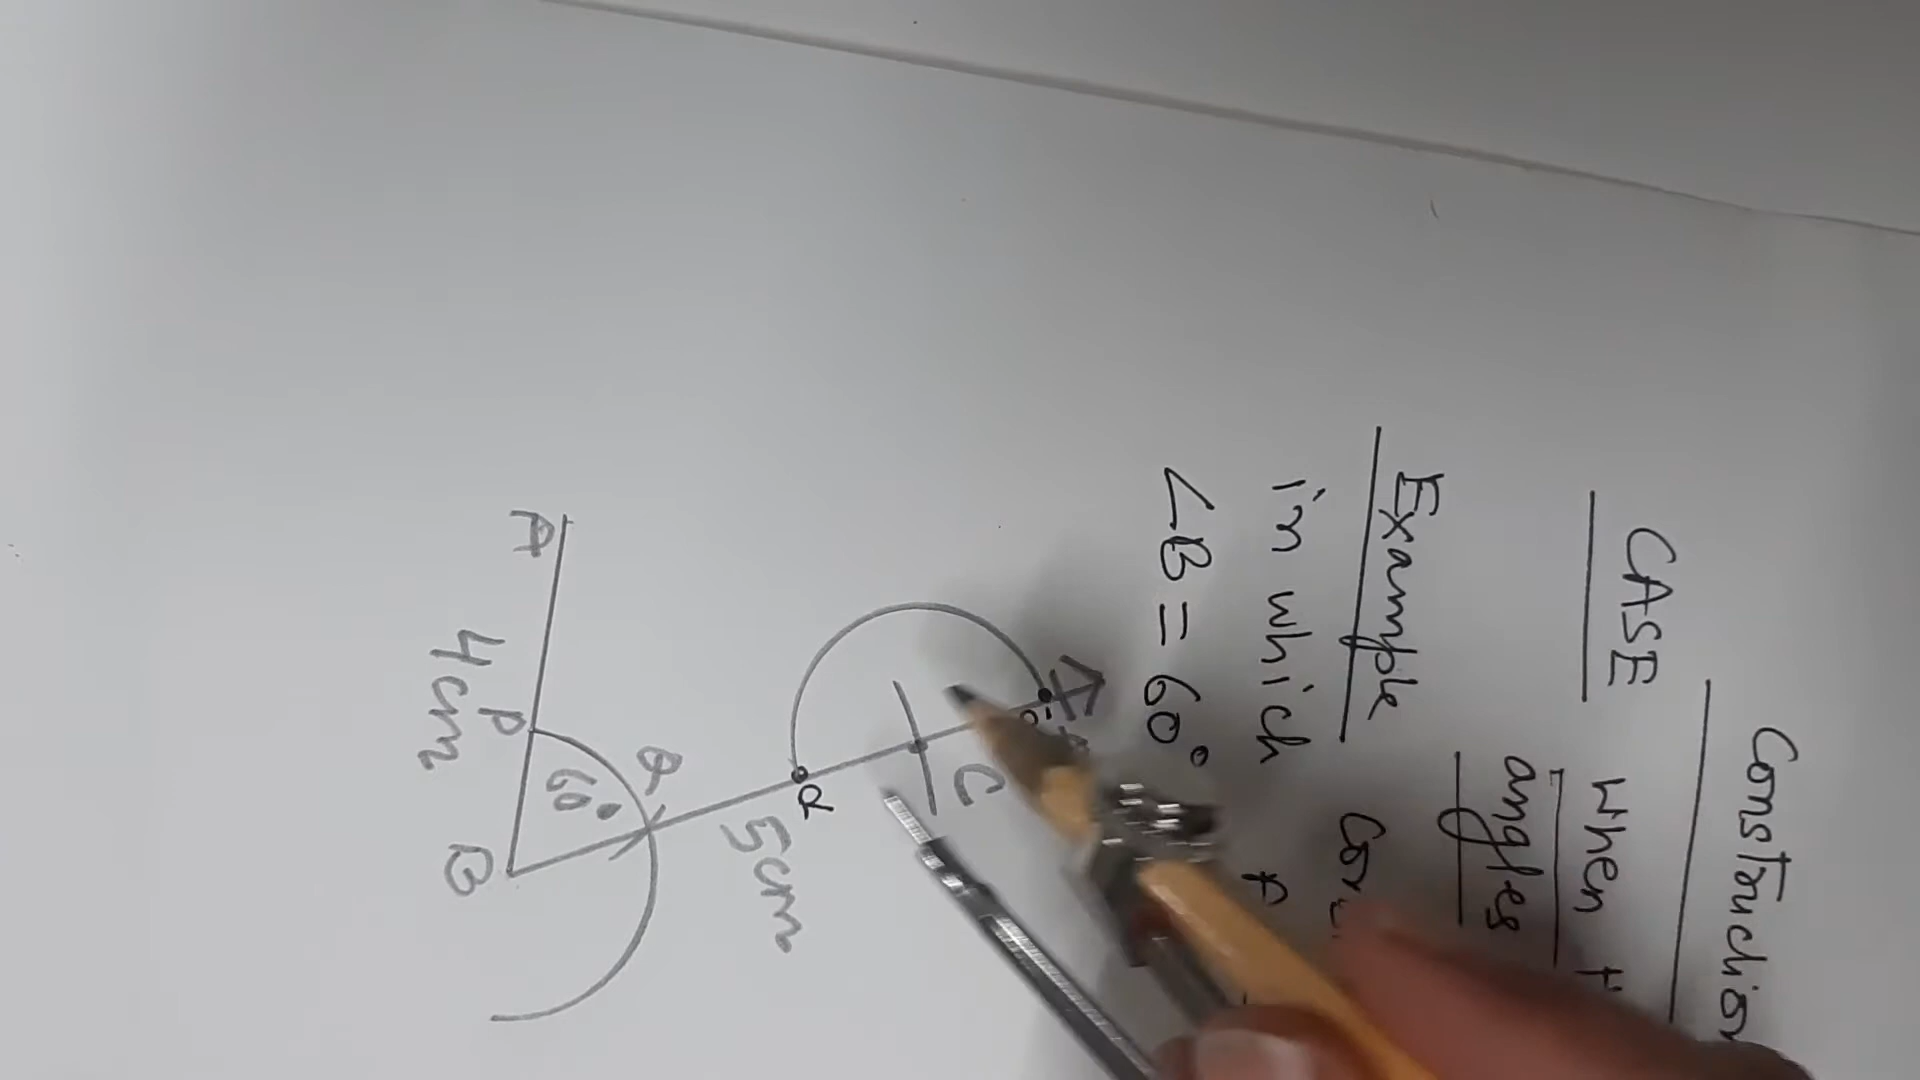 Construction
CASE When
angles
Example
in which
∠B = 60°
A
4cm
P
60°
B
Q
5cm
R
C